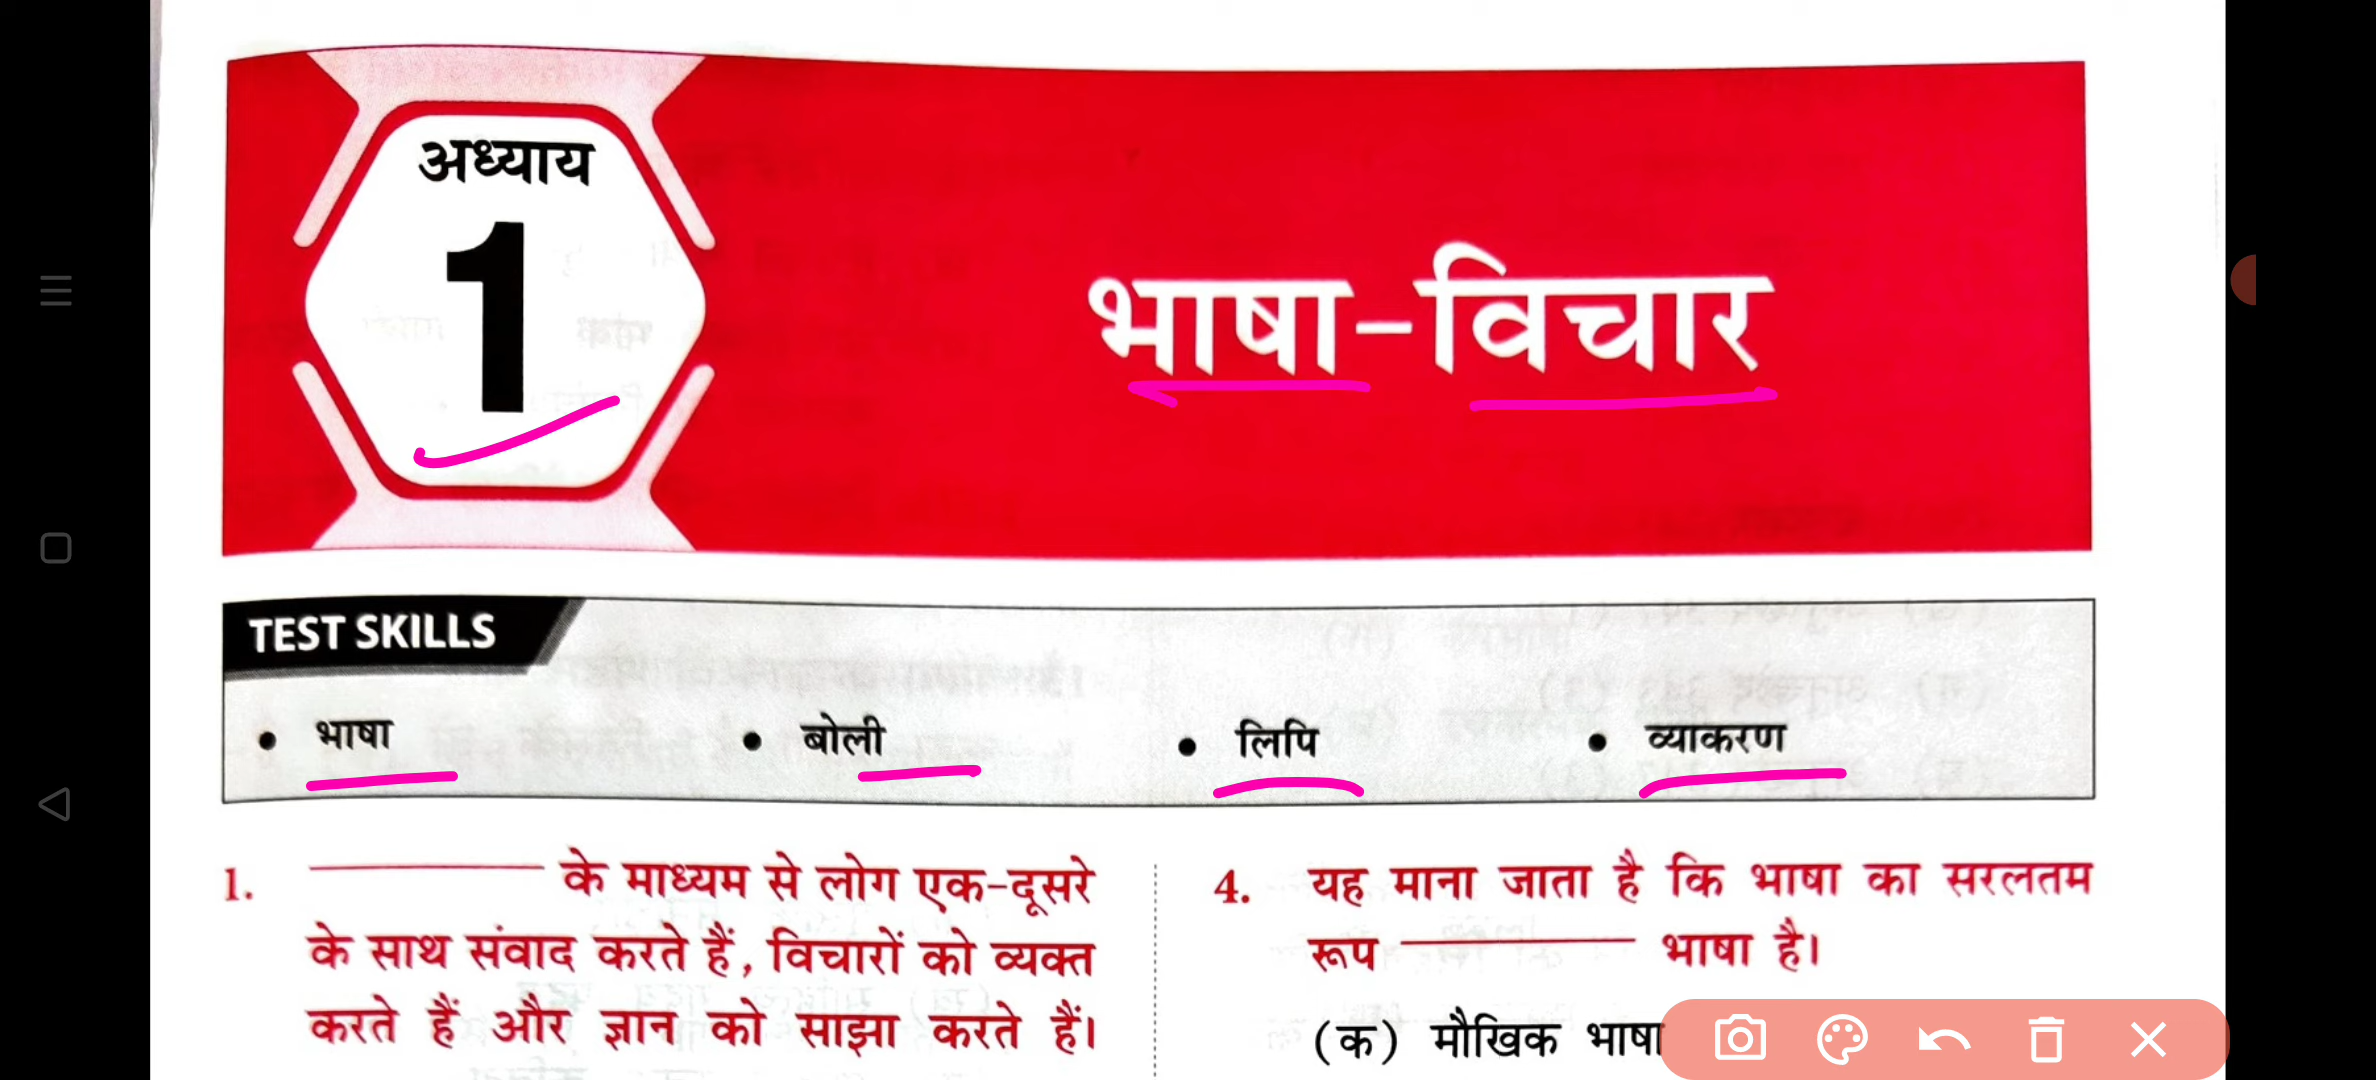 अध्याय
1
भाषा-विचार
TEST SKILLS
• भाषा • बोली • लिपि • व्याकरण
1. ________ के माध्यम से लोग एक-दूसरे
के साथ संवाद करते हैं, विचारों को व्यक्त
करते हैं और ज्ञान को साझा करते हैं।
4. यह माना जाता है कि भाषा का सरलतम
रूप ________ भाषा है।
(क) मौखिक भाषा